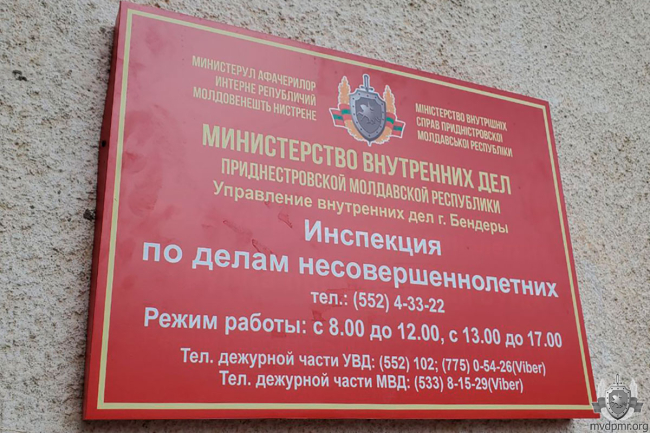 МИНИСТЕРУЛ АФАЧЕРИЛОР
ИНТЕРНЕ РЕПУБЛИЧИЙ
МОЛДОВЕНЕШТЬ НИСТРЕНЕ
МІНІСТЕРСТВО ВНУТРІШНІХ
СПРАВ ПРИДНІСТРОВСКОЇ
МОЛДАВСЬКОЇ РЕСПУБЛІКИ
МИНИСТЕРСТВО ВНУТРЕННИХ ДЕЛ
ПРИДНЕСТРОВСКОЙ МОЛДАВСКОЙ РЕСПУБЛИКИ
Управление внутренних дел г. Бендеры
Инспекция
по делам несовершеннолетних
тел.: (552) 4-33-22
Режим работы: с 8.00 до 12.00, с 13.00 до 17.00
Тел. дежурной части УВД: (552) 102; (775) 0-54-26(Viber)
Тел. дежурной части МВД: (533) 8-15-29(Viber)
mvdpmr.org